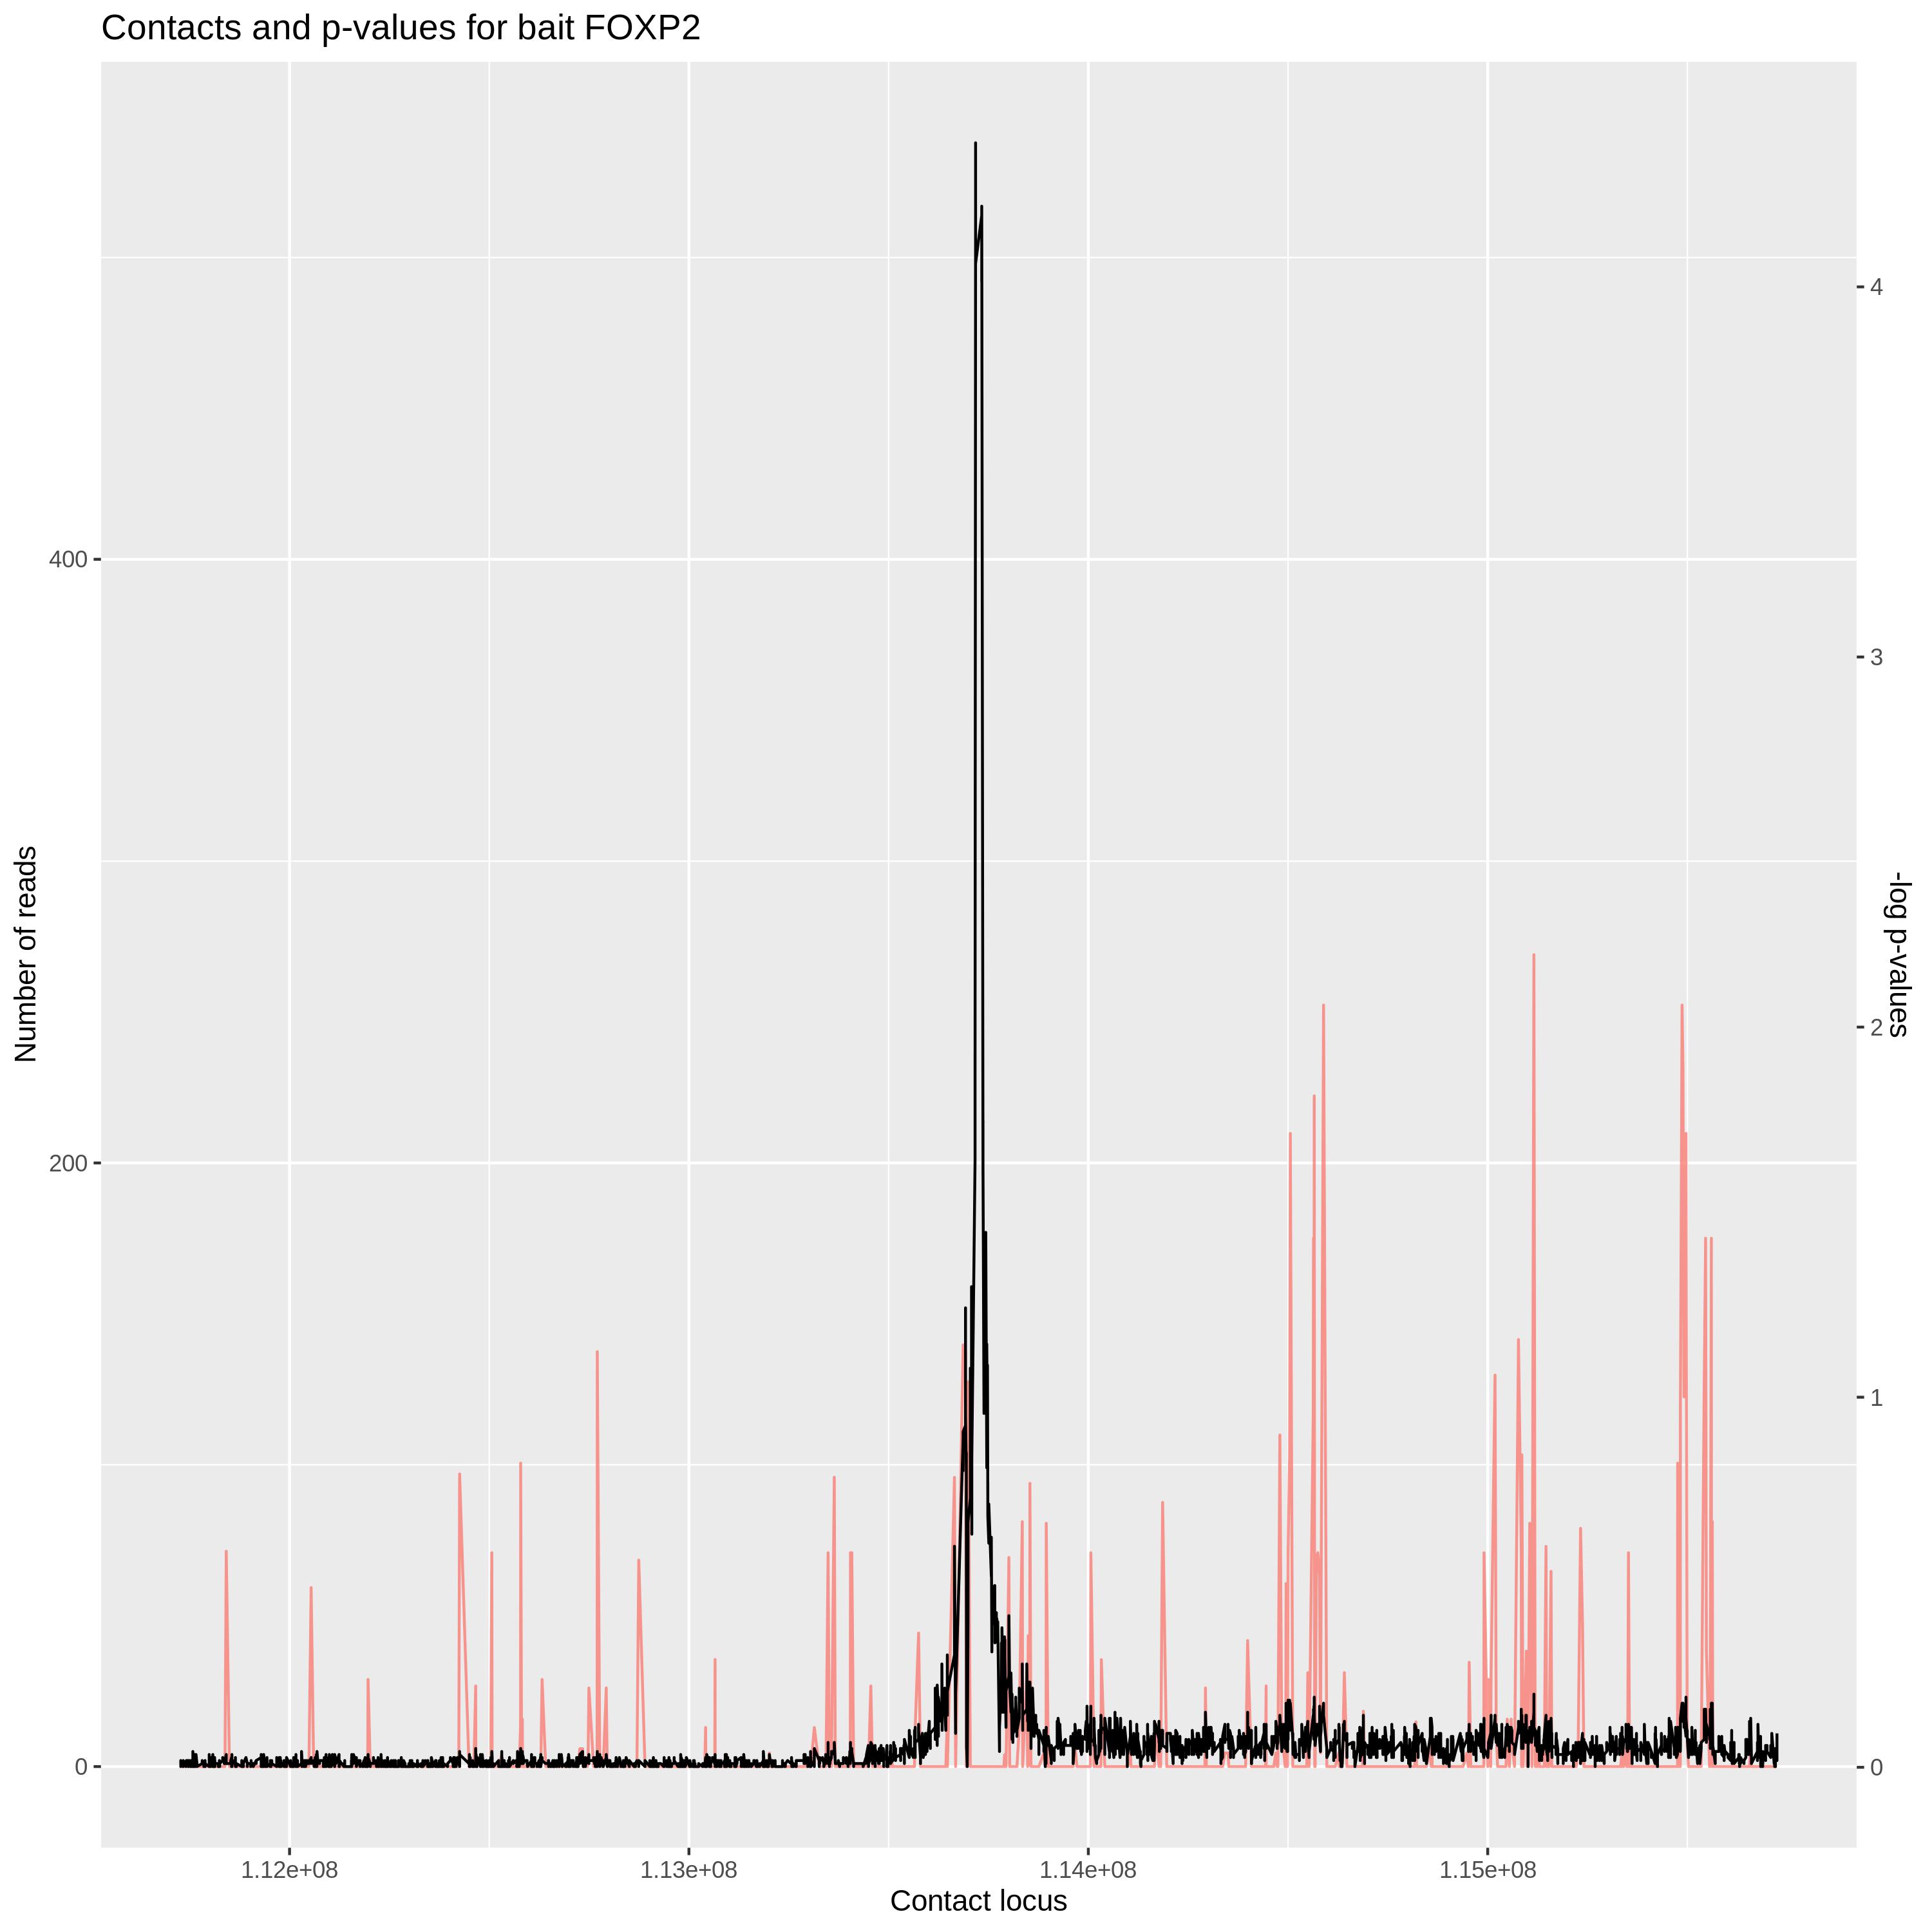 Contacts and p-values for bait FOXP2
Number of reads
400
200
0
4
3
2
1
0
-log p-values
1.12e+08
1.13e+08
1.14e+08
1.15e+08
Contact locus